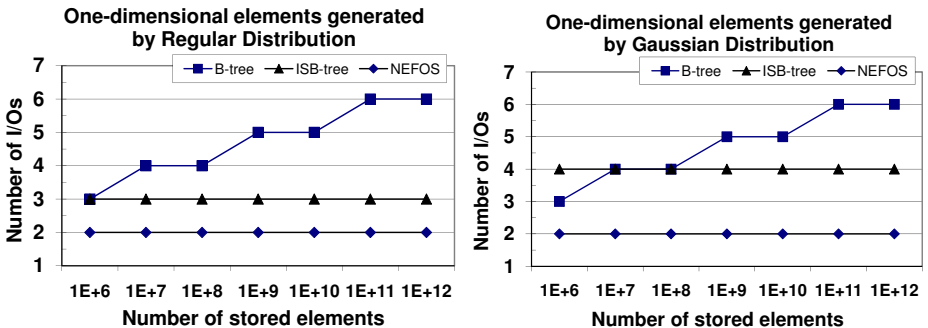 One-dimensional elements generated
by Regular Distribution
B-tree ISB-tree NEFOS
7
6
5
4
3
2
1
Number of I/Os
1E+6 1E+7 1E+8 1E+9 1E+10 1E+11 1E+12
Number of stored elements
One-dimensional elements generated
by Gaussian Distribution
B-tree ISB-tree NEFOS
7
6
5
4
3
2
1
Number of I/Os
1E+6 1E+7 1E+8 1E+9 1E+10 1E+11 1E+12
Number of stored elements